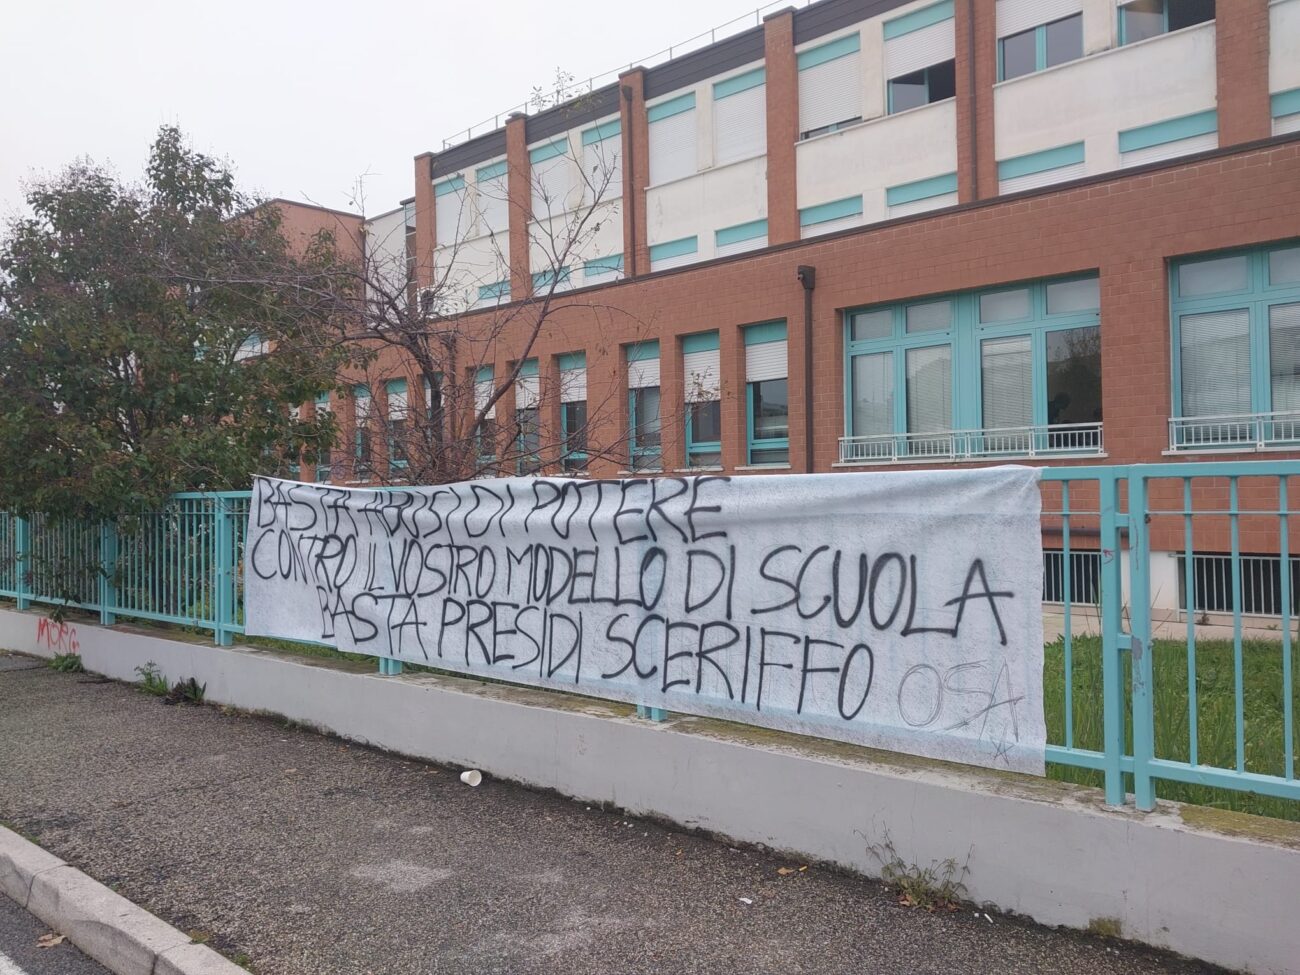 BASTA ABUSI DI POTERE
CONTRO IL VOSTRO MODELLO DI SCUOLA
BASTA PRESIDI SCERIFFO OSA